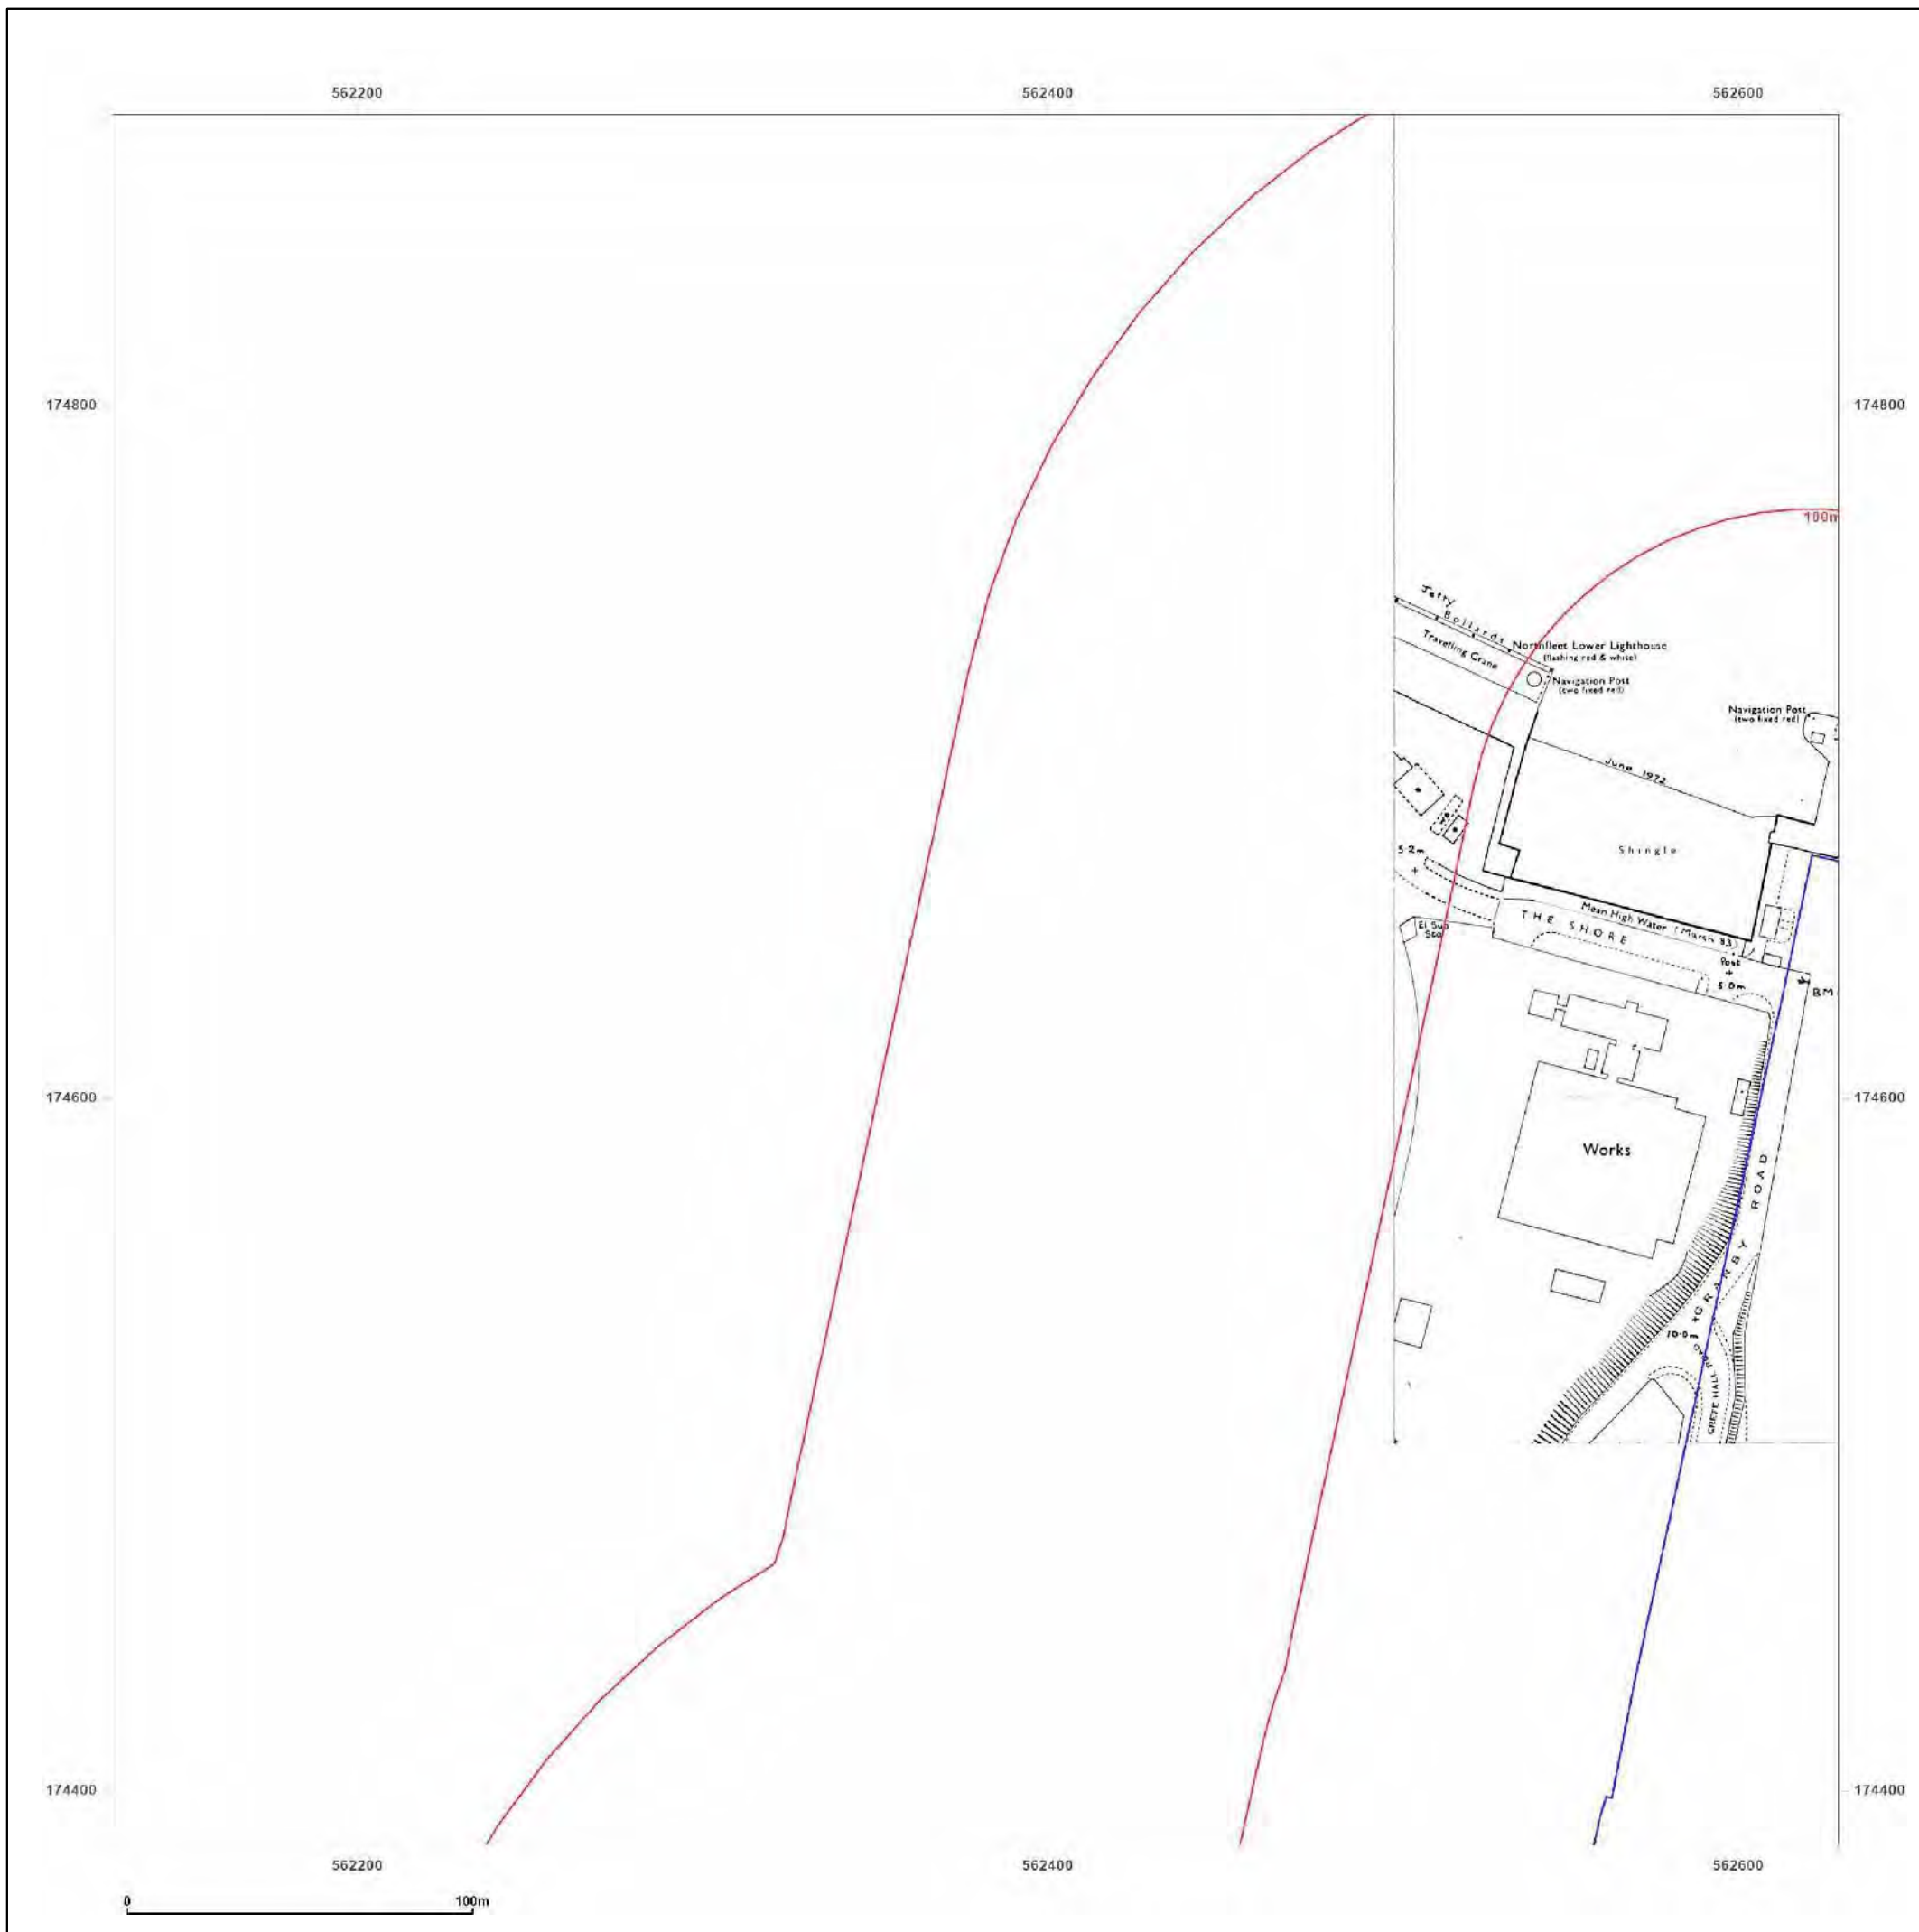 562200 562400 562600
174800 174800
100m
Jetty
Bollards
Travelling Crane
Northfleet Lower Lighthouse
(flashing red & white)
Navigation Post
(two fixed red)
Navigation Post
(two fixed red)
June 1972
Shingle
5·2m
Mean High Water (March 83)
THE SHORE
El Sub
Sta
Post
5·0m
BM
174600 174600
Works
GRANBY ROAD
10·0m
CRETE HALL ROAD
174400 174400
562200 562400 562600
0 100m